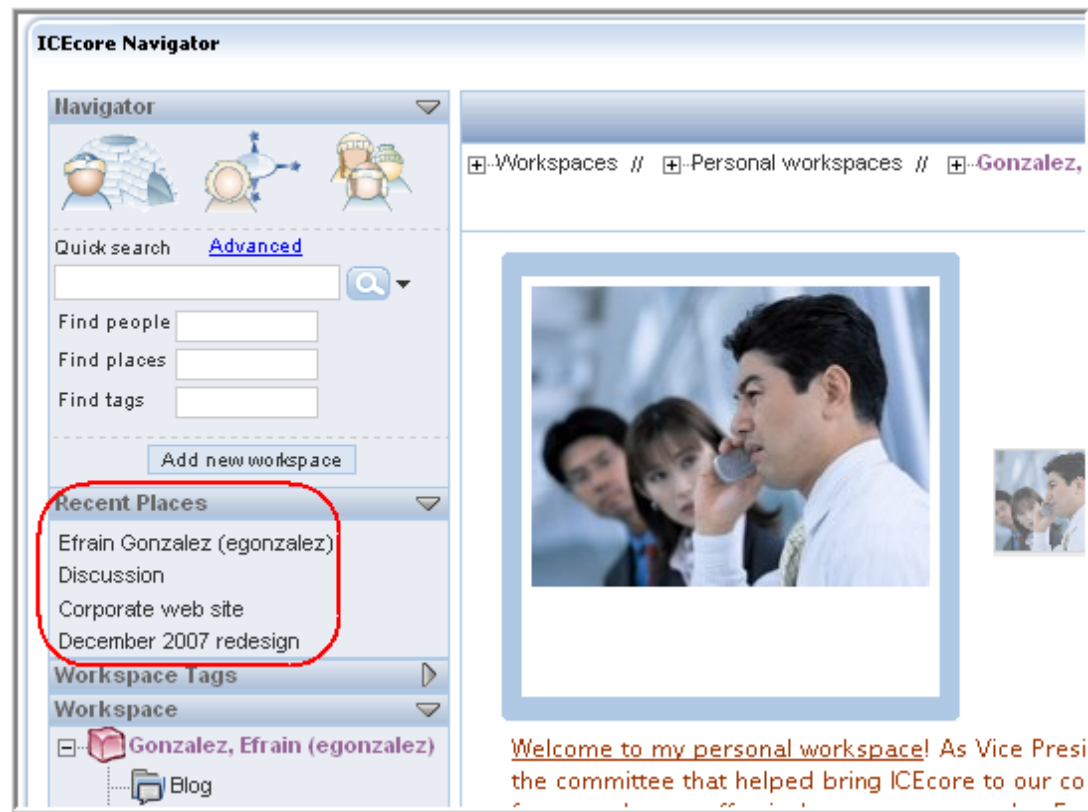 ICEcore Navigator
Navigator
Quick search Advanced
Find people
Find places
Find tags
Add new workspace
Recent Places
Efrain Gonzalez (egonzalez)
Discussion
Corporate web site
December 2007 redesign
Workspace Tags
Workspace
Gonzalez, Efrain (egonzalez)
Blog
Workspaces // Personal workspaces // Gonzalez,
Welcome to my personal workspace! As Vice Presi
the committee that helped bring ICEcore to our co